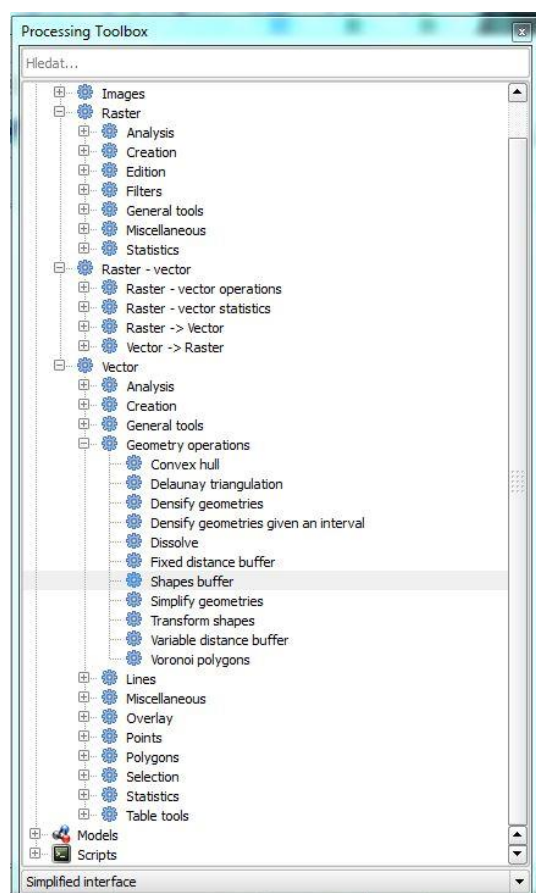 Processing Toolbox
Hledat...
Images
Raster
Analysis
Creation
Edition
Filters
General tools
Miscellaneous
Statistics
Raster - vector
Raster - vector operations
Raster - vector statistics
Raster -> Vector
Vector -> Raster
Vector
Analysis
Creation
General tools
Geometry operations
Convex hull
Delaunay triangulation
Densify geometries
Densify geometries given an interval
Dissolve
Fixed distance buffer
Shapes buffer
Simplify geometries
Transform shapes
Variable distance buffer
Voronoi polygons
Lines
Miscellaneous
Overlay
Points
Polygons
Selection
Statistics
Table tools
Models
Scripts
Simplified interface